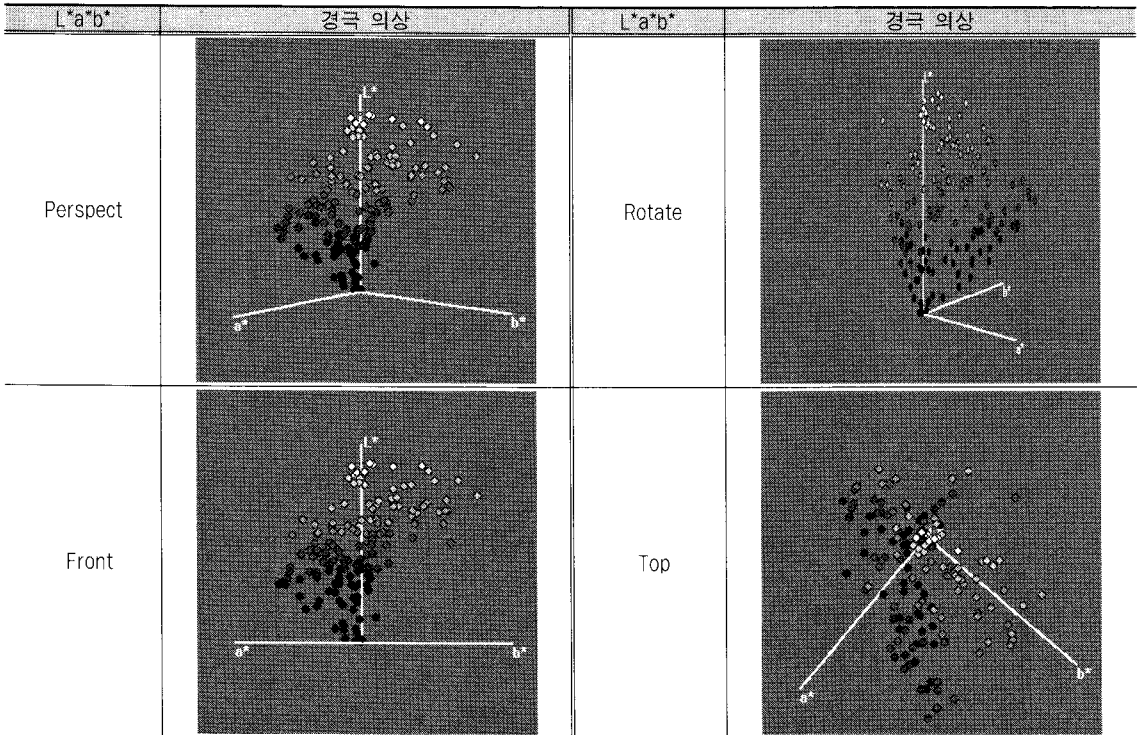 L*a*b* 경극 의상 L*a*b* 경극 의상
Perspect
L*
a*
b*
Rotate
L*
b*
a*
Front
L*
a*
b*
Top
a*
b*